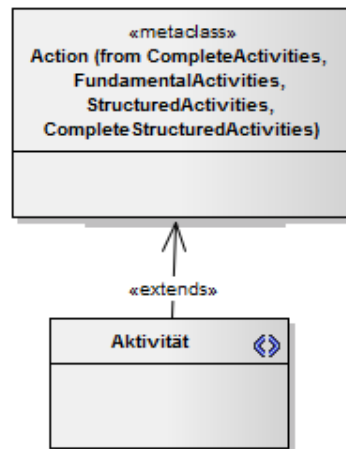 «metaclass»
Action (from CompleteActivities,
FundamentalActivities,
StructuredActivities,
CompleteStructuredActivities)
«extends»
Aktivität